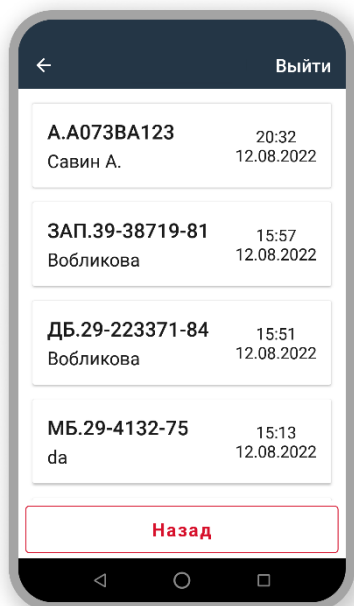 Выйти
А.А073ВА123
20:32
Савин А.
12.08.2022
ЗАП.39-38719-81
15:57
Вобликова
12.08.2022
ДБ.29-223371-84
15:51
Вобликова
12.08.2022
МБ.29-4132-75
15:13
da
12.08.2022
Назад